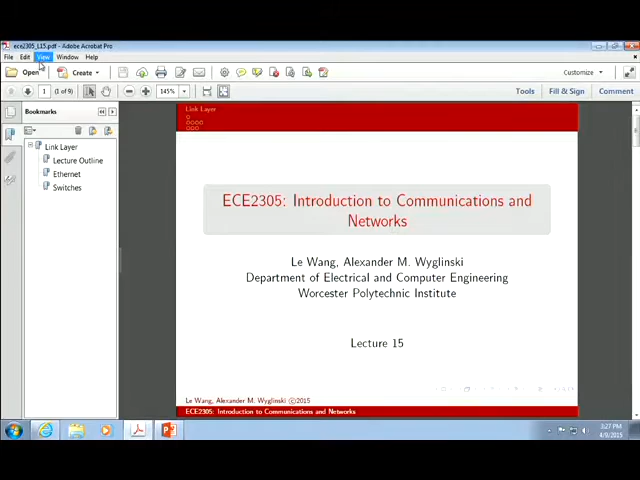 ece2305_L15.pdf - Adobe Acrobat Pro
File Edit View Window Help
Open Create Customize
1 (1 of 9) 145% Tools Fill & Sign Comment
Bookmarks
Link Layer
Lecture Outline
Ethernet
Switches
Link Layer
ECE2305: Introduction to Communications and
Networks
Le Wang, Alexander M. Wyglinski
Department of Electrical and Computer Engineering
Worcester Polytechnic Institute
Lecture 15
Le Wang, Alexander M. Wyglinski ©2015
ECE2305: Introduction to Communications and Networks
3:27 PM
4/9/2015